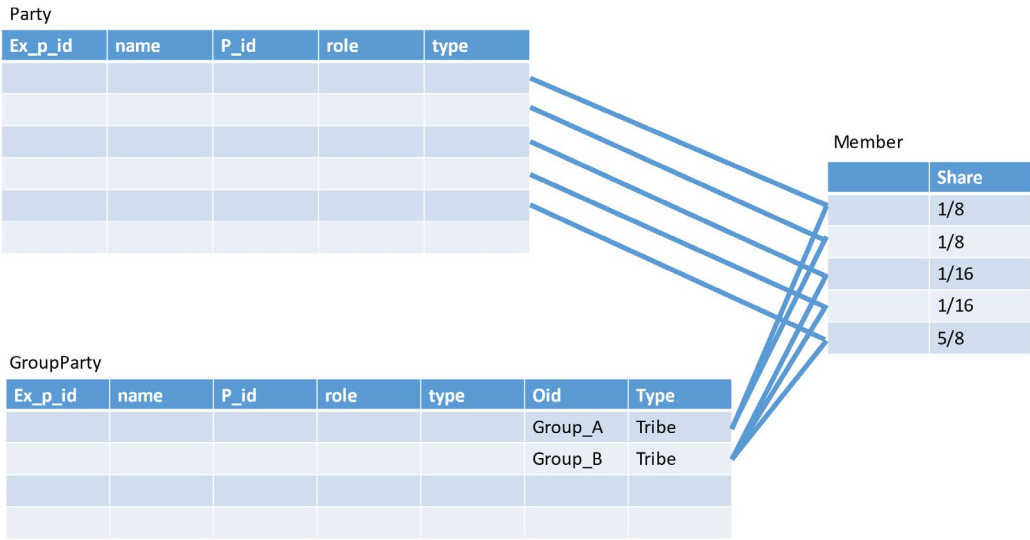 Party
Ex_p_id name P_id role type
Member
Share
1/8
1/8
1/16
1/16
5/8
GroupParty
Ex_p_id name P_id role type Oid Type
Group_A Tribe
Group_B Tribe